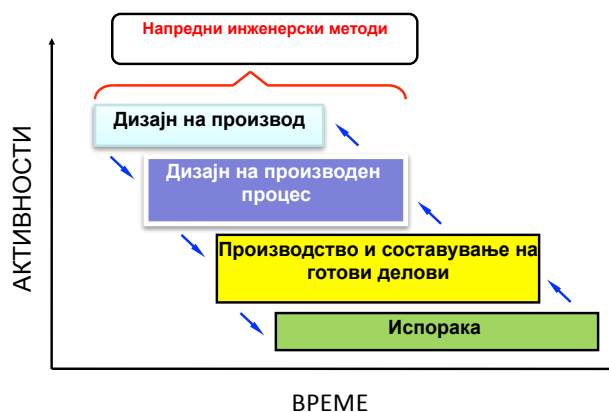 Напредни инженерски методи
Дизајн на производ
Дизајн на производен
процес
Производство и составување на
готови делови
Испорака
АКТИВНОСТИ
ВРЕМЕ